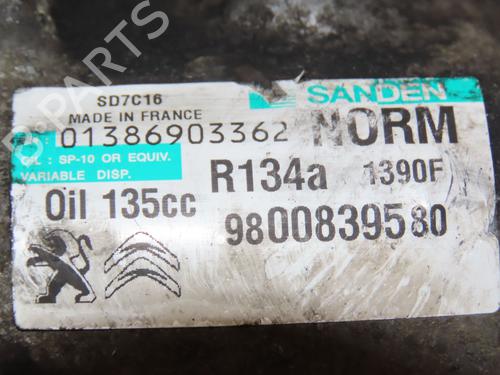 B PARTS
SD7C16
SANDEN
MADE IN FRANCE
01386903362
NORM
OIL : SP-10 OR EQUIV.
VARIABLE DISP.
R134a
1390F
Oil 135cc
9800839580